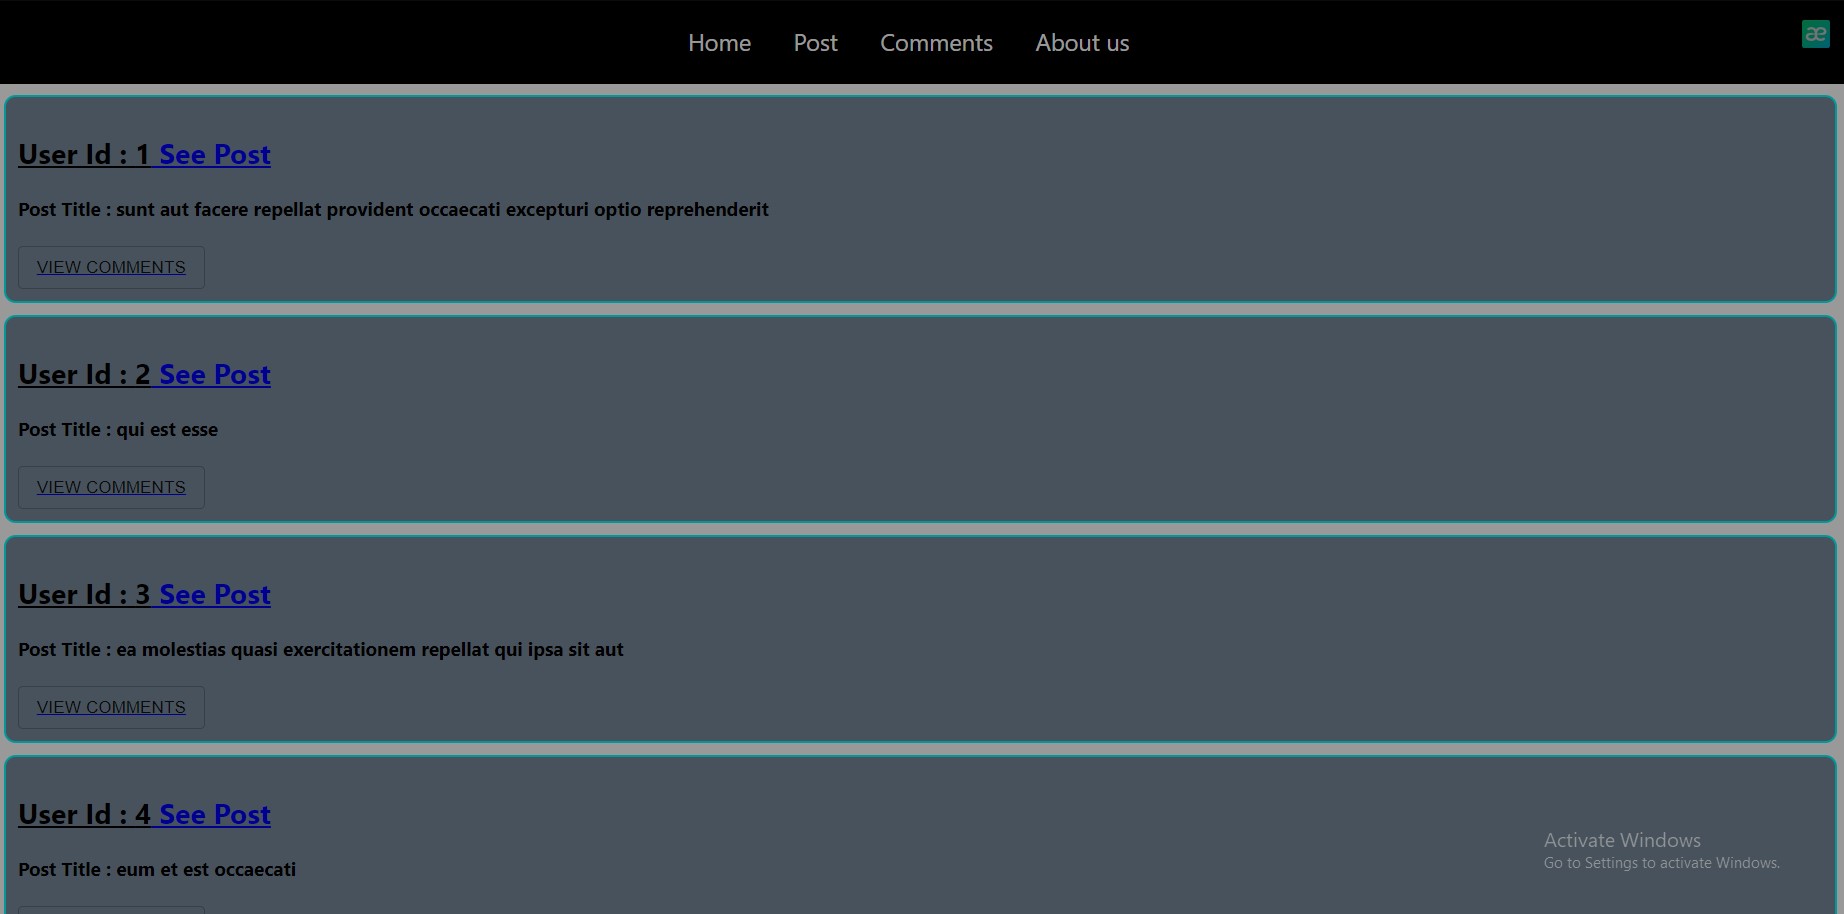 Home Post Comments About us
æ
User Id : 1 See Post
Post Title : sunt aut facere repellat provident occaecati excepturi optio reprehenderit
VIEW COMMENTS
User Id : 2 See Post
Post Title : qui est esse
VIEW COMMENTS
User Id : 3 See Post
Post Title : ea molestias quasi exercitationem repellat qui ipsa sit aut
VIEW COMMENTS
User Id : 4 See Post
Post Title : eum et est occaecati
Activate Windows
Go to Settings to activate Windows.